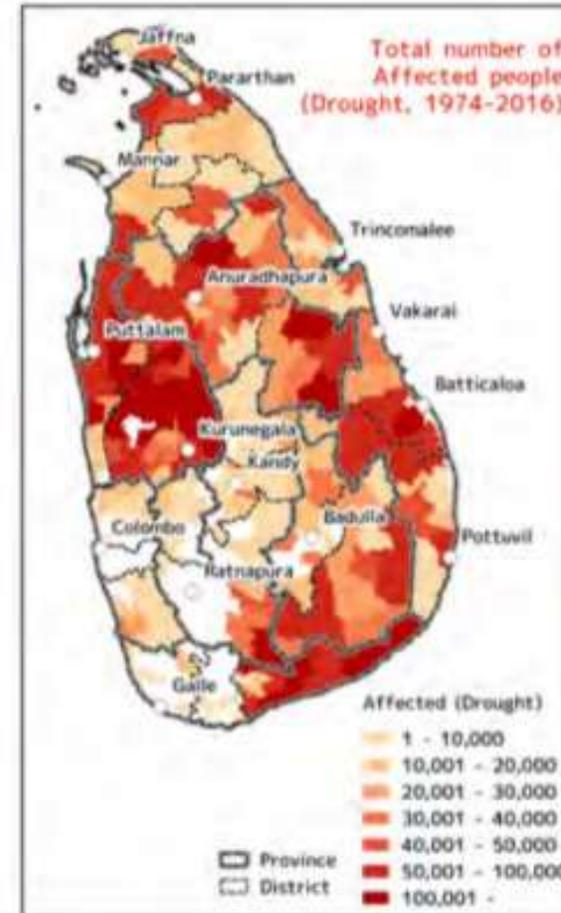 Jaffna
Total number of
Affected people
(Drought, 1974-2016)
Pararthan
Mannar
Trinconalee
Anuradhapura
Vakarai
Puttalam
Batticaloa
Kurunegala
Kandy
Colombo
Badulla
Pottuvil
Ratnapura
Galle
Affected (Drought)
1 - 10,000
10,001 - 20,000
20,001 - 30,000
30,001 - 40,000
40,001 - 50,000
50,001 - 100,000
100,001 -
Province
District